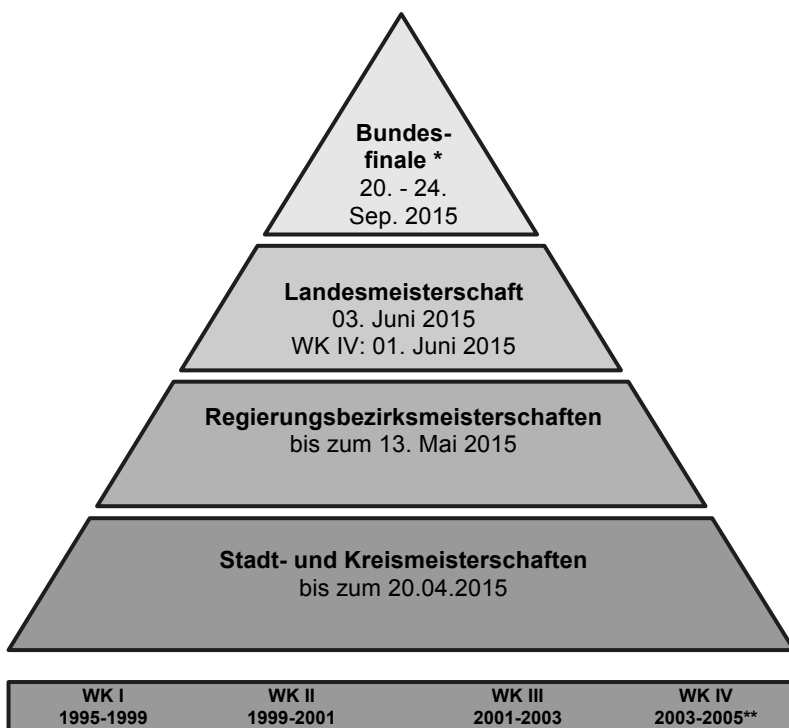 Bundes-
finale *
20. - 24.
Sep. 2015
Landesmeisterschaft
03. Juni 2015
WK IV: 01. Juni 2015
Regierungsbezirksmeisterschaften
bis zum 13. Mai 2015
Stadt- und Kreismeisterschaften
bis zum 20.04.2015
WK I WK II WK III WK IV
1995-1999 1999-2001 2001-2003 2003-2005**